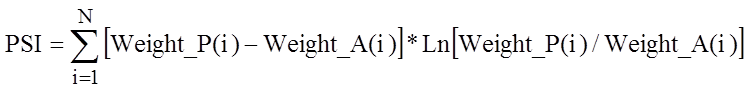 PSI = ∑_{i=1}^{N} [Weight_P(i) – Weight_A(i)] * Ln[Weight_P(i) / Weight_A(i)]